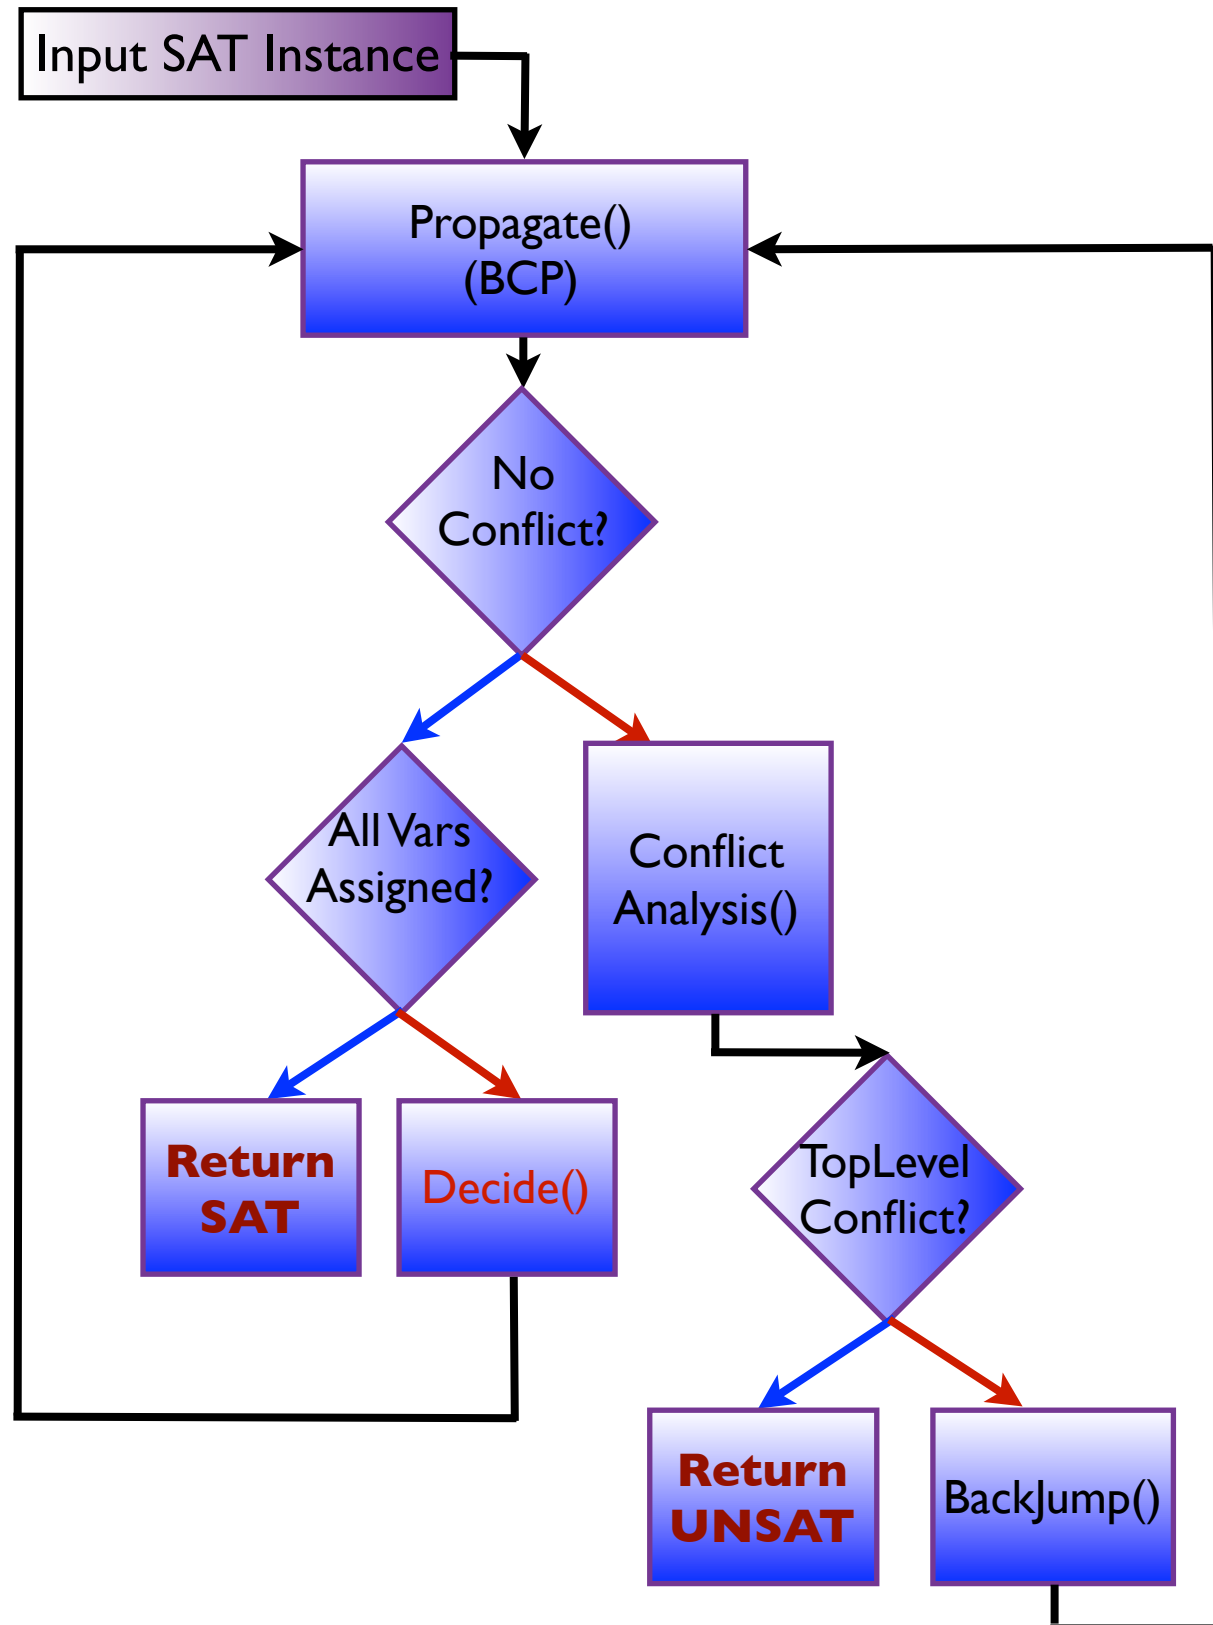 Input SAT Instance
Propagate()
(BCP)
No
Conflict?
All Vars
Assigned?
Conflict
Analysis()
Return
SAT
Decide()
TopLevel
Conflict?
Return
UNSAT
BackJump()